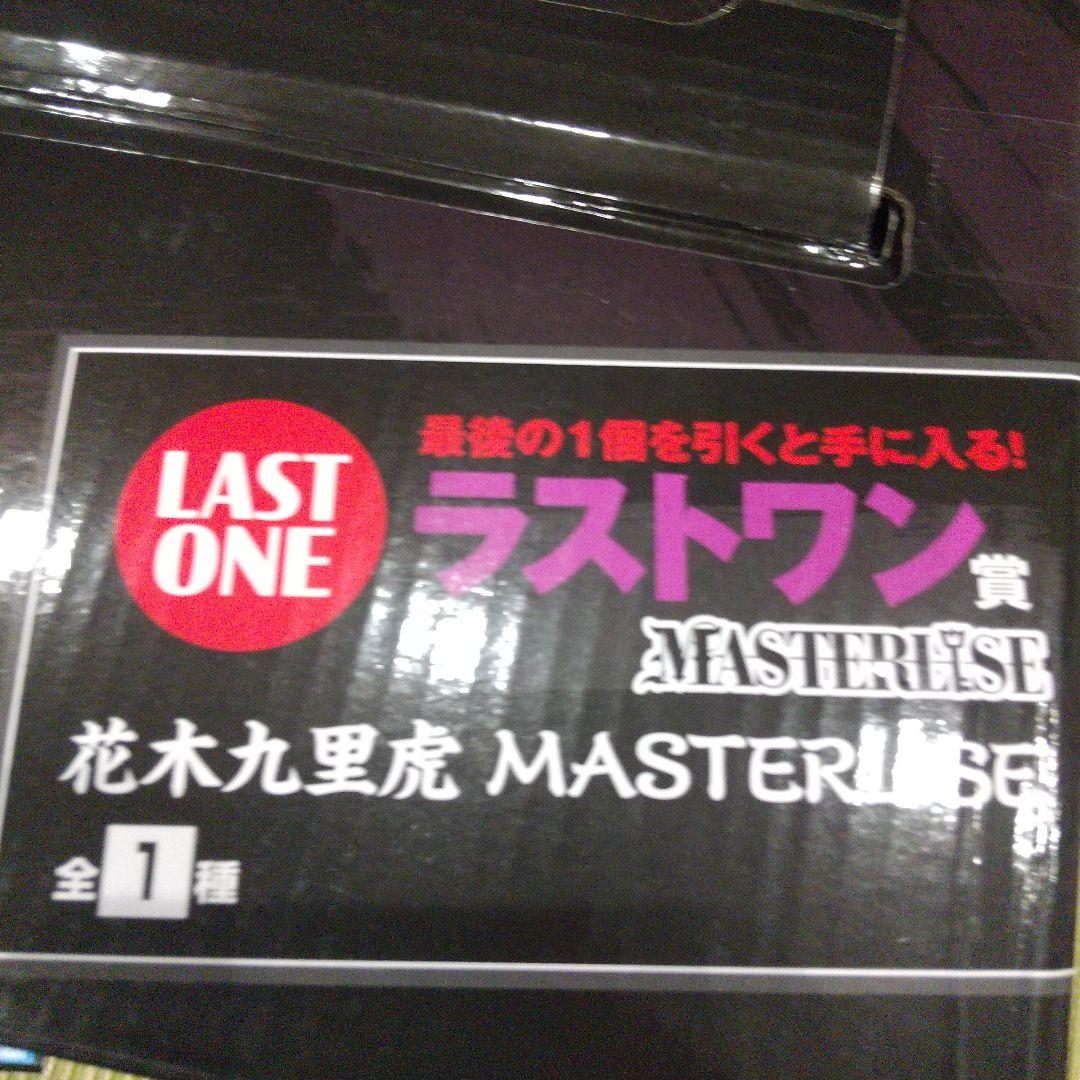 LAST
ONE
最後の1個を引くと手に入る!
ラストワン賞
MASTERLISE
花木九里虎 MASTERLISE
全1種